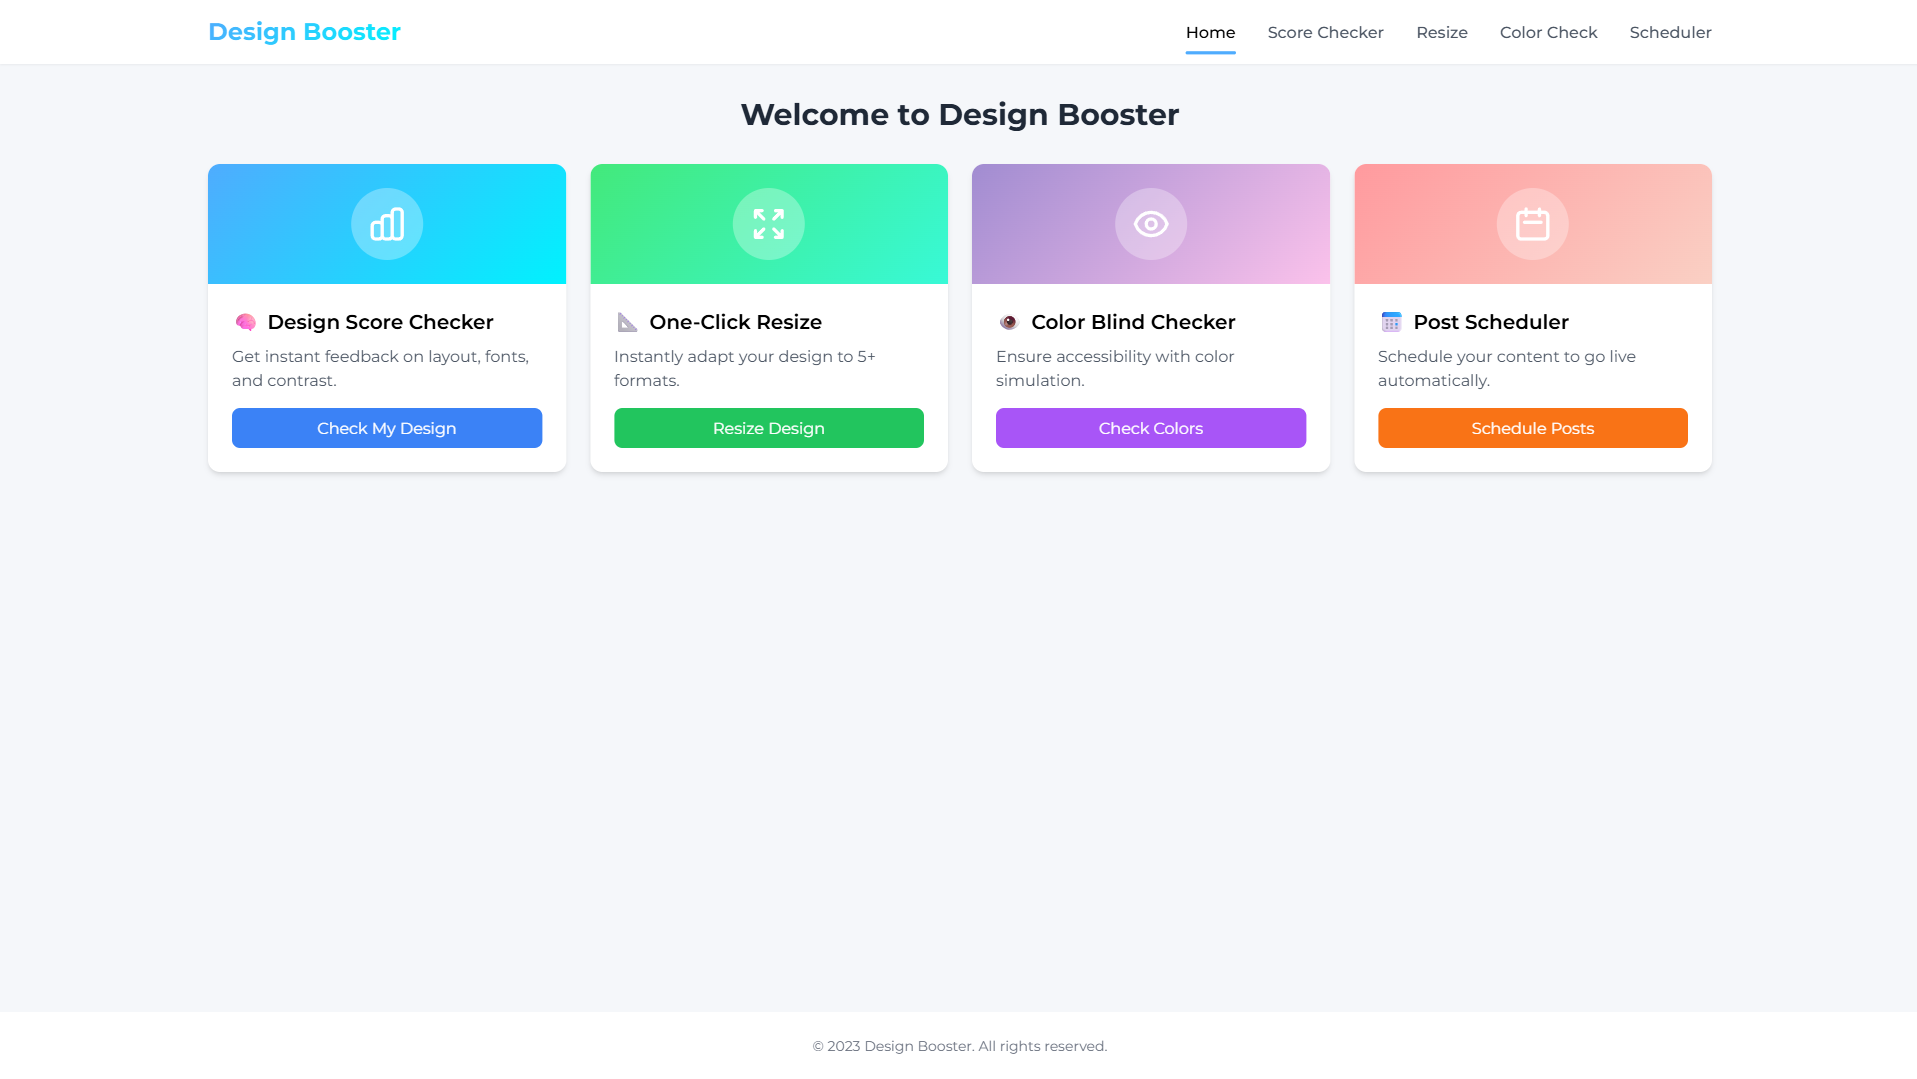 Design Booster
Home
Score Checker
Resize
Color Check
Scheduler
Welcome to Design Booster
Design Score Checker
Get instant feedback on layout, fonts,
and contrast.
Check My Design
One-Click Resize
Instantly adapt your design to 5+
formats.
Resize Design
Color Blind Checker
Ensure accessibility with color
simulation.
Check Colors
Post Scheduler
Schedule your content to go live
automatically.
Schedule Posts
© 2023 Design Booster. All rights reserved.